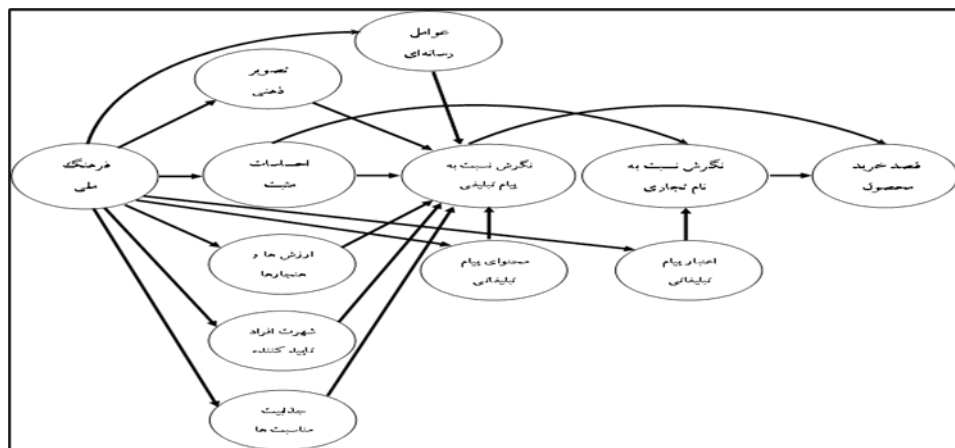 عوامل
رسانه‌ای
تصویر
ذهنی
فرهنگ
ملی
احساسات
مثبت
نگرش نسبت به
پیام تبلیغی
نگرش نسبت به
نام تجاری
قصد خرید
محصول
ارزش ها و
هنجارها
محتوای پیام
تبلیغاتی
اعتبار پیام
تبلیغاتی
شهرت افراد
تایید کننده
جذابیت
مناسبت ها